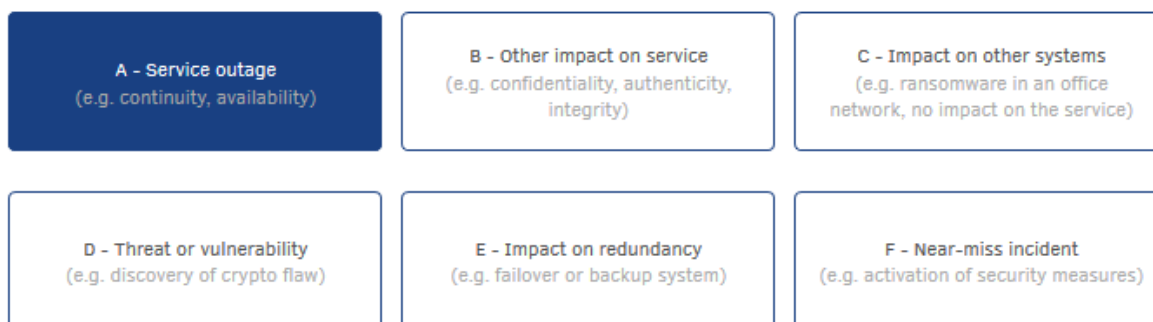 A - Service outage
(e.g. continuity, availability)
B - Other impact on service
(e.g. confidentiality, authenticity,
integrity)
C - Impact on other systems
(e.g. ransomware in an office
network, no impact on the service)
D - Threat or vulnerability
(e.g. discovery of crypto flaw)
E - Impact on redundancy
(e.g. failover or backup system)
F - Near-miss incident
(e.g. activation of security measures)